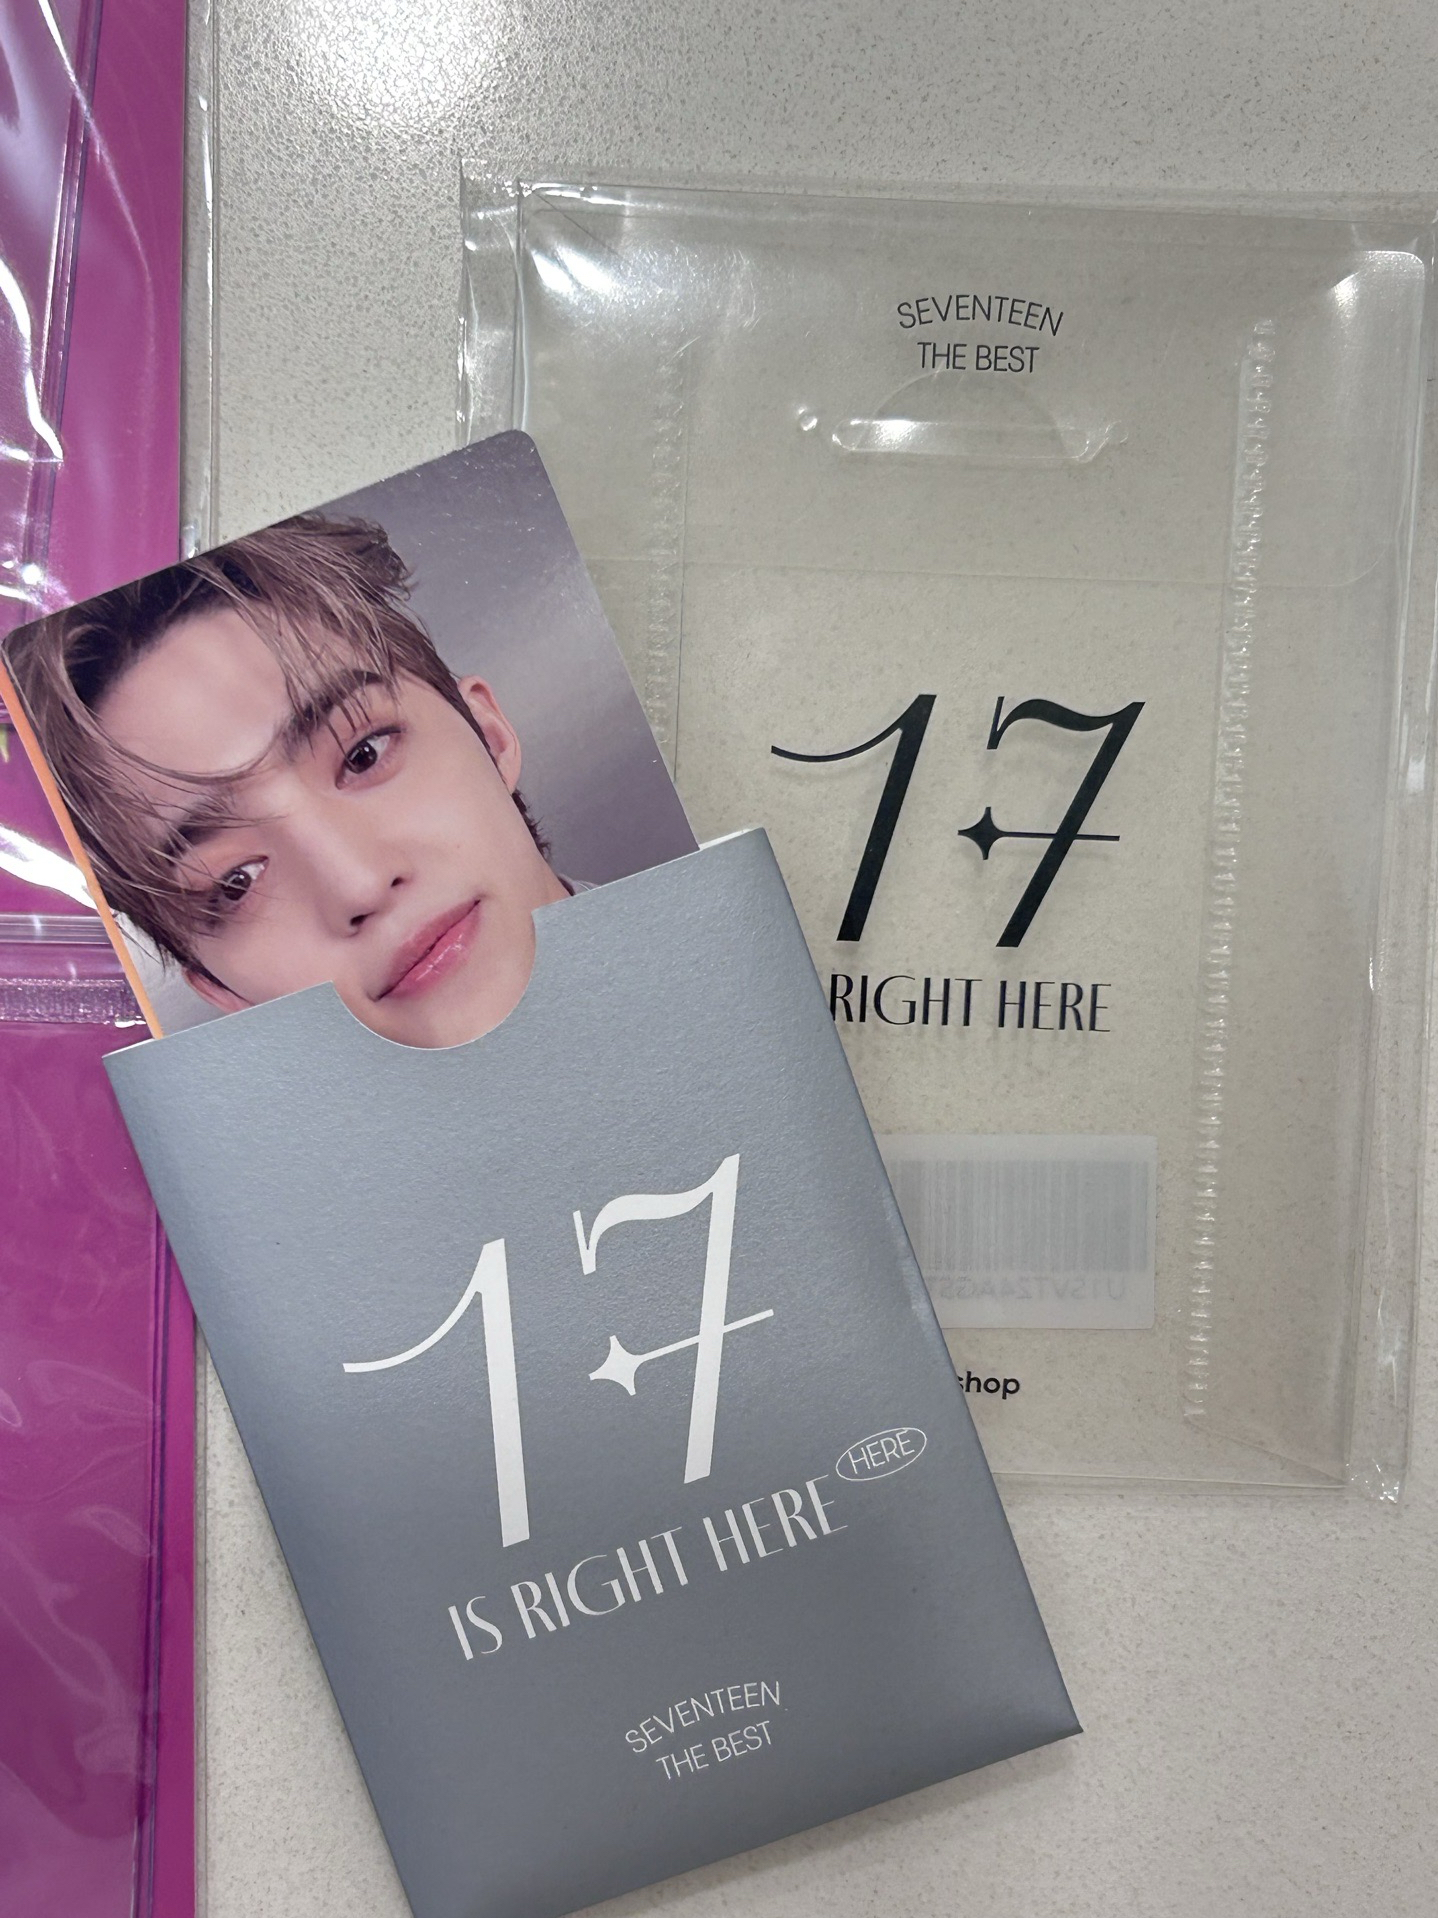 SEVENTEEN
THE BEST
17
RIGHT HERE
shop
17
IS RIGHT HERE HERE
SEVENTEEN
THE BEST